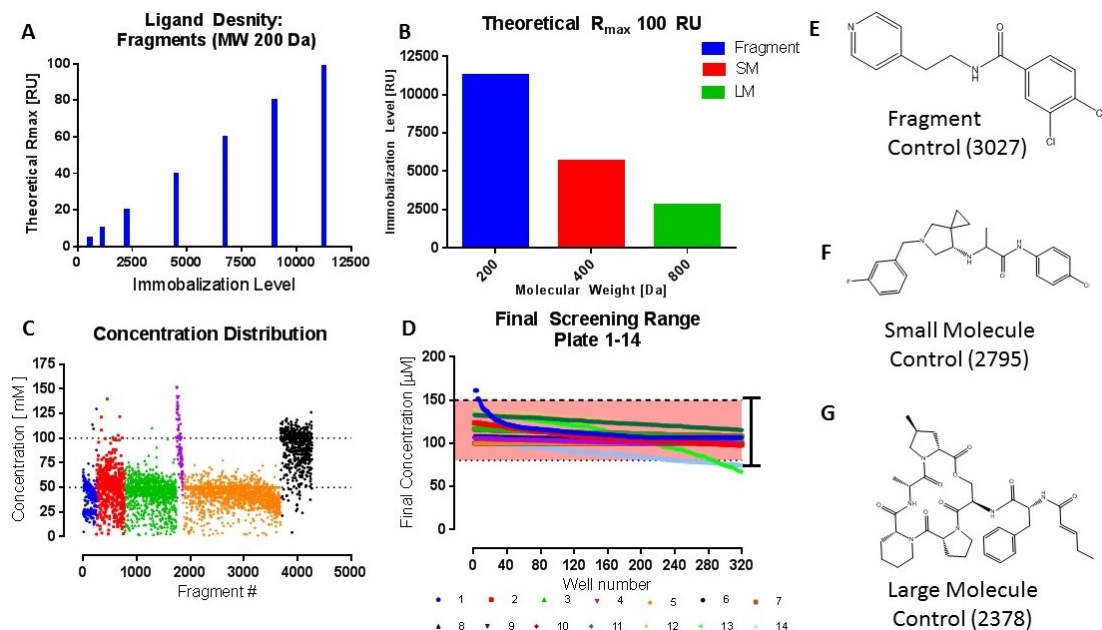 A
Ligand Desnity:
Fragments (MW 200 Da)
Theoretical Rmax [RU]
100
80
60
40
20
0
0 2500 5000 7500 10000 12500
Immobalization Level
B
Theoretical Rmax 100 RU
Immobalization Level [RU]
12500
10000
7500
5000
2500
0
200 400 800
Molecular Weight [Da]
Fragment
SM
LM
C
Concentration Distribution
Concentration [ mM ]
175
150
125
100
75
50
25
0
0 1000 2000 3000 4000 5000
Fragment #
D
Final Screening Range
Plate 1-14
Final Concentration [µM]
200
150
100
50
0
0 40 80 120 160 200 240 280 320
Well number
1 2 3 4 5 6 7
8 9 10 11 12 13 14
E
N
O
NH
Cl
Cl
Fragment
Control (3027)
F
F
N
N
H
O
H
N
Small Molecule
Control (2795)
G
N
O
O
O
NH
O
N
O
N
O
N
H
O
H
N
O
Large Molecule
Control (2378)